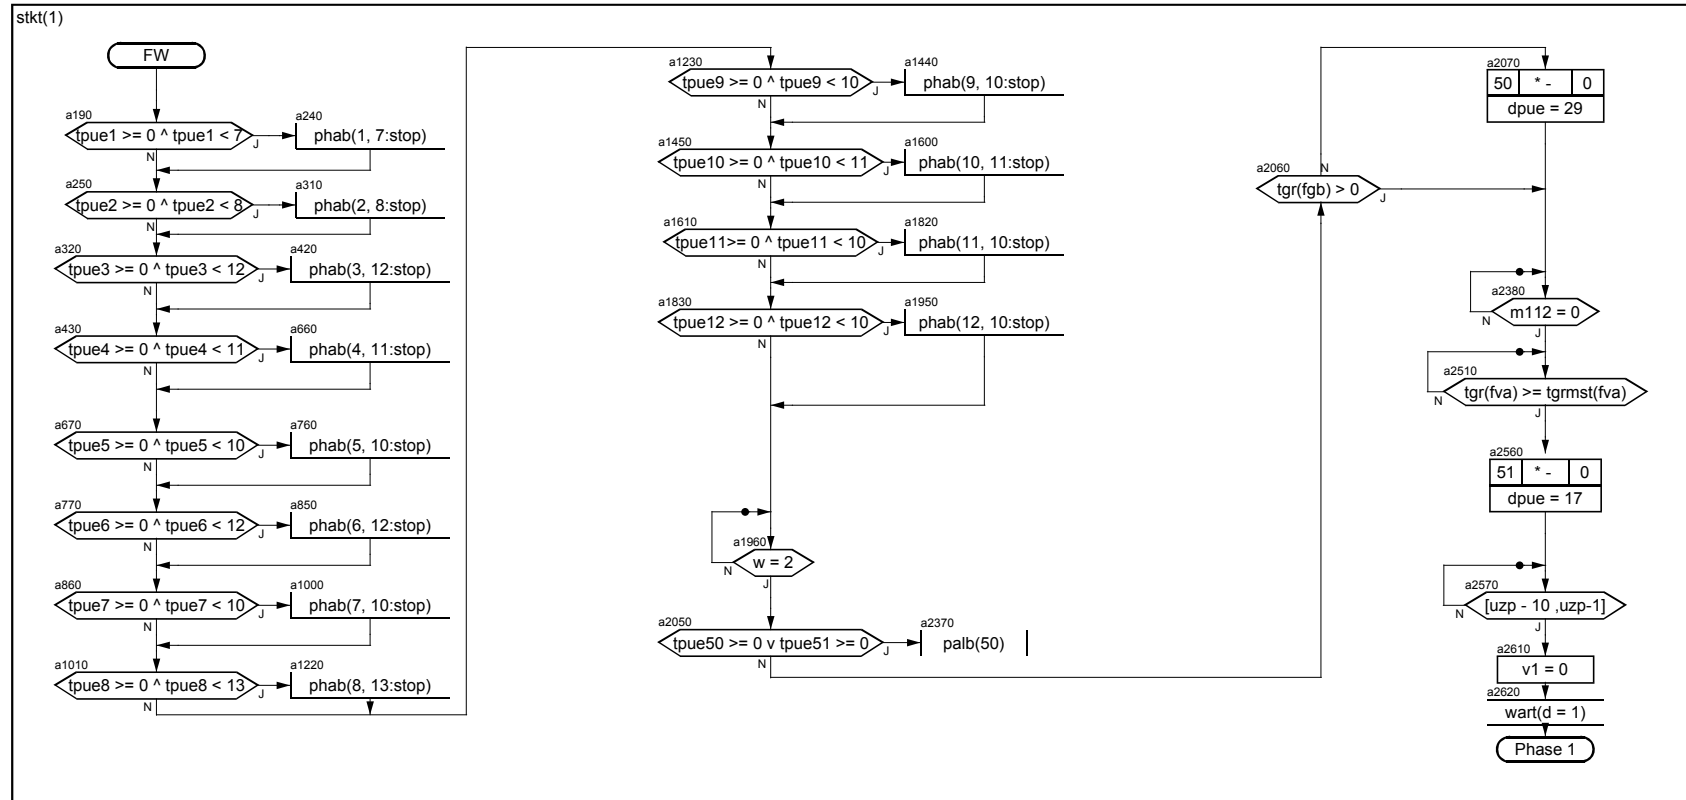 stkt(1)
FW
a190
tpue1 >= 0 ^ tpue1 < 7
J
N
a240
phab(1, 7:stop)
a250
tpue2 >= 0 ^ tpue2 < 8
J
N
a310
phab(2, 8:stop)
a320
tpue3 >= 0 ^ tpue3 < 12
J
N
a420
phab(3, 12:stop)
a430
tpue4 >= 0 ^ tpue4 < 11
J
N
a660
phab(4, 11:stop)
a670
tpue5 >= 0 ^ tpue5 < 10
J
N
a760
phab(5, 10:stop)
a770
tpue6 >= 0 ^ tpue6 < 12
J
N
a850
phab(6, 12:stop)
a860
tpue7 >= 0 ^ tpue7 < 10
J
N
a1000
phab(7, 10:stop)
a1010
tpue8 >= 0 ^ tpue8 < 13
J
N
a1220
phab(8, 13:stop)
a1230
tpue9 >= 0 ^ tpue9 < 10
J
N
a1440
phab(9, 10:stop)
a1450
tpue10 >= 0 ^ tpue10 < 11
J
N
a1600
phab(10, 11:stop)
a1610
tpue11>= 0 ^ tpue11 < 10
J
N
a1820
phab(11, 10:stop)
a1830
tpue12 >= 0 ^ tpue12 < 10
J
N
a1950
phab(12, 10:stop)
a1960
w = 2
N
J
a2050
tpue50 >= 0 v tpue51 >= 0
J
N
a2370
palb(50)
a2060
N
tgr(fgb) > 0
J
a2070
50 * - 0
dpue = 29
a2380
m112 = 0
N
J
a2510
tgr(fva) >= tgrmst(fva)
N
J
a2560
51 * - 0
dpue = 17
a2570
[uzp - 10 ,uzp-1]
N
J
a2610
v1 = 0
a2620
wart(d = 1)
Phase 1